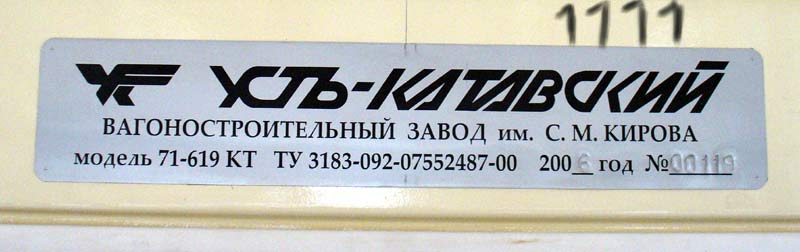 1111
УСТЬ-КАТАВСКИЙ
ВАГОНОСТРОИТЕЛЬНЫЙ ЗАВОД им. С. М. КИРОВА
модель 71-619 КТ ТУ 3183-092-07552487-00 2006 год №00119